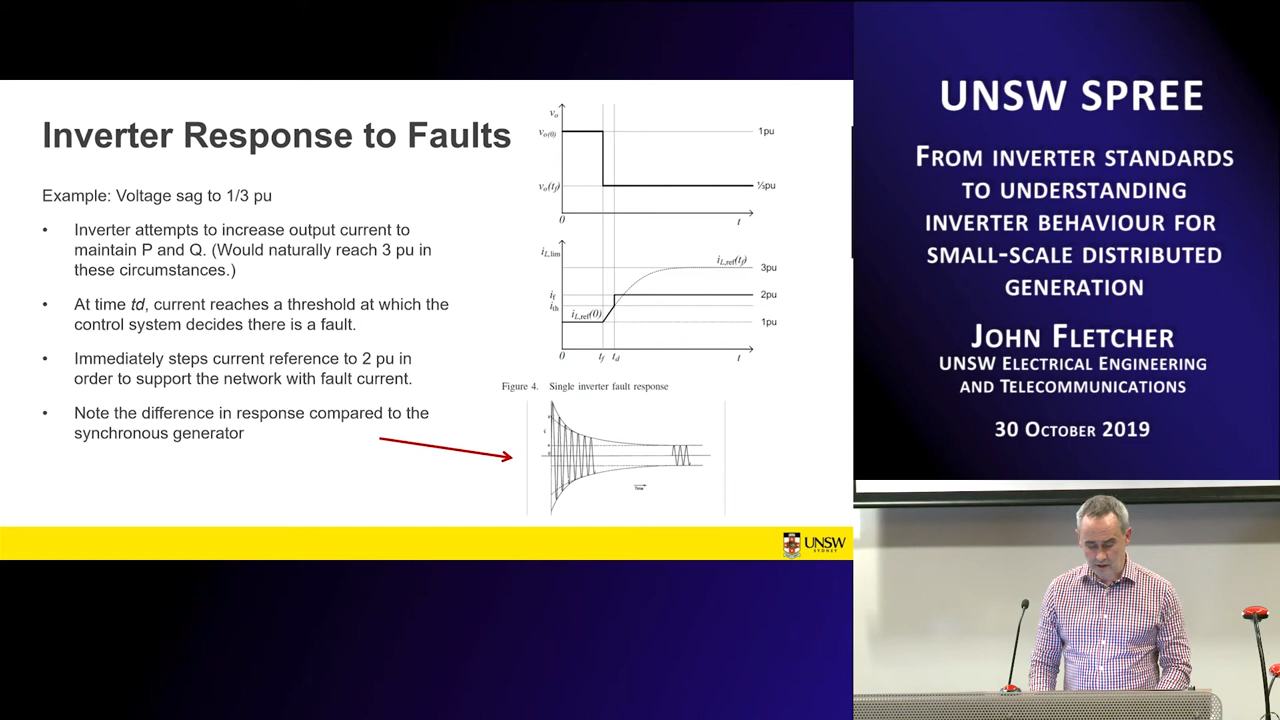 Inverter Response to Faults
Example: Voltage sag to 1/3 pu
• Inverter attempts to increase output current to
maintain P and Q. (Would naturally reach 3 pu in
these circumstances.)
• At time td, current reaches a threshold at which the
control system decides there is a fault.
• Immediately steps current reference to 2 pu in
order to support the network with fault current.
• Note the difference in response compared to the
synchronous generator
vo
vo(0)
1pu
vo(tf)
⅓pu
0
t
iL,lim
iL,ref(tf)
3pu
if
2pu
ith
iL,ref(0)
1pu
0
tf
td
t
Figure 4. Single inverter fault response
Time
UNSW
SYDNEY
UNSW SPREE
FROM INVERTER STANDARDS
TO UNDERSTANDING
INVERTER BEHAVIOUR FOR
SMALL-SCALE DISTRIBUTED
GENERATION
JOHN FLETCHER
UNSW ELECTRICAL ENGINEERING
AND TELECOMMUNICATIONS
30 OCTOBER 2019